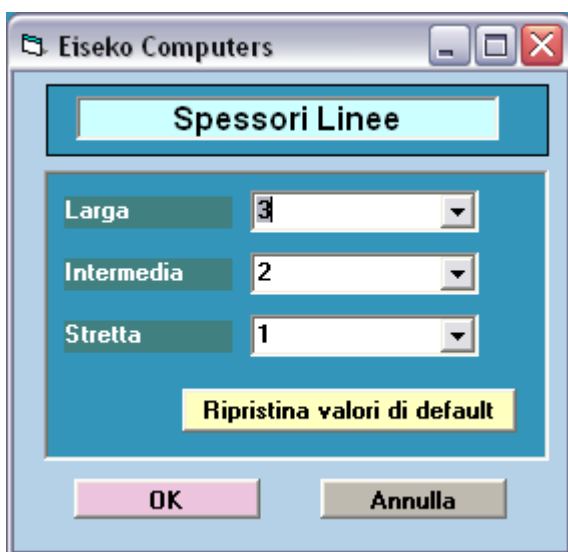 Eiseko Computers
Spessori Linee
Larga 3
Intermedia 2
Stretta 1
Ripristina valori di default
OK Annulla